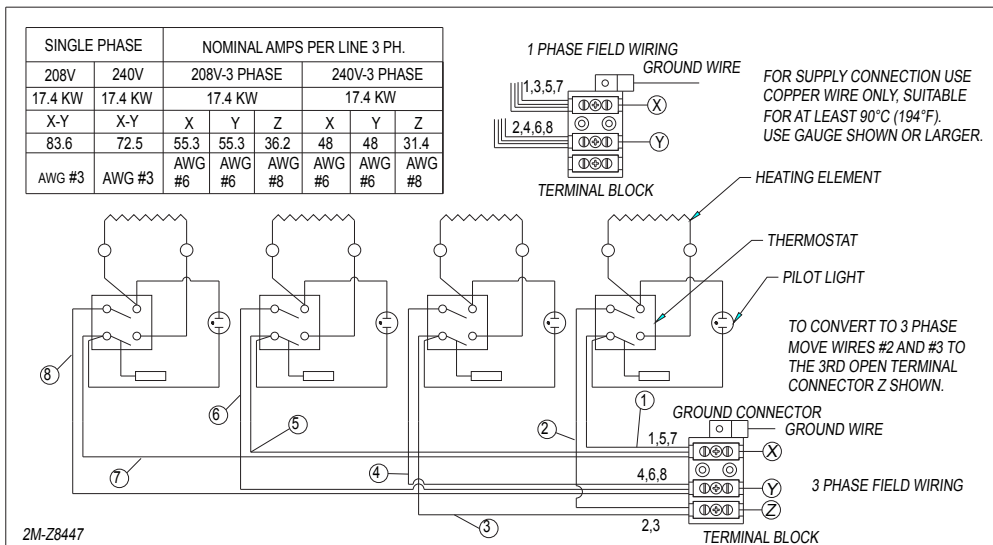 SINGLE PHASE NOMINAL AMPS PER LINE 3 PH.
208V 240V 208V-3 PHASE 240V-3 PHASE
17.4 KW 17.4 KW 17.4 KW 17.4 KW
X-Y X-Y X Y Z X Y Z
83.6 72.5 55.3 55.3 36.2 48 48 31.4
AWG #3 AWG #3 AWG #6 AWG #6 AWG #8 AWG #6 AWG #6 AWG #8
1 PHASE FIELD WIRING
GROUND WIRE
1,3,5,7
X
2,4,6,8
Y
TERMINAL BLOCK
FOR SUPPLY CONNECTION USE
COPPER WIRE ONLY, SUITABLE
FOR AT LEAST 90°C (194°F).
USE GAUGE SHOWN OR LARGER.
HEATING ELEMENT
THERMOSTAT
PILOT LIGHT
TO CONVERT TO 3 PHASE
MOVE WIRES #2 AND #3 TO
THE 3RD OPEN TERMINAL
CONNECTOR Z SHOWN.
8
6
5
2
1
7
4
3
GROUND CONNECTOR
GROUND WIRE
1,5,7
X
4,6,8
Y
3 PHASE FIELD WIRING
Z
2,3
TERMINAL BLOCK
2M-Z8447